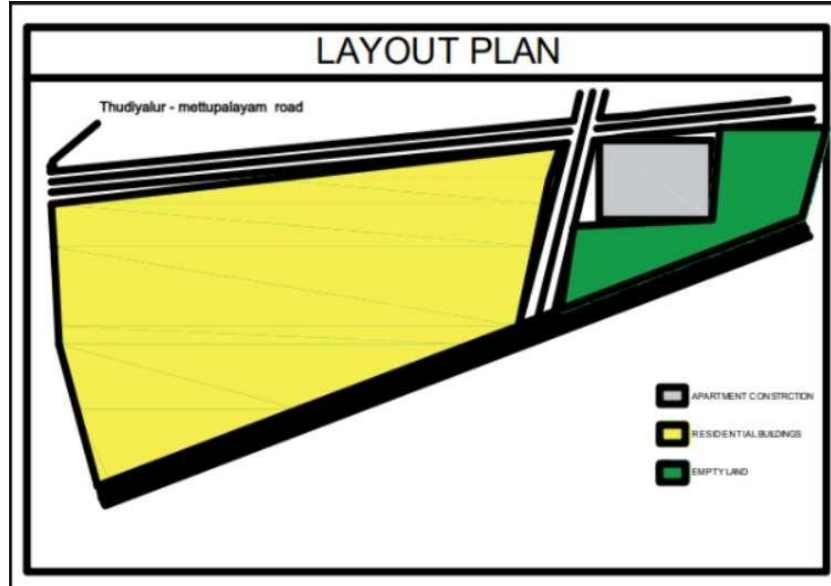 LAYOUT PLAN
Thudiyalur - mettupalayam road
APARTMENT CONSTRCTION
RESIDENTIAL BUILDINGS
EMPTY LAND